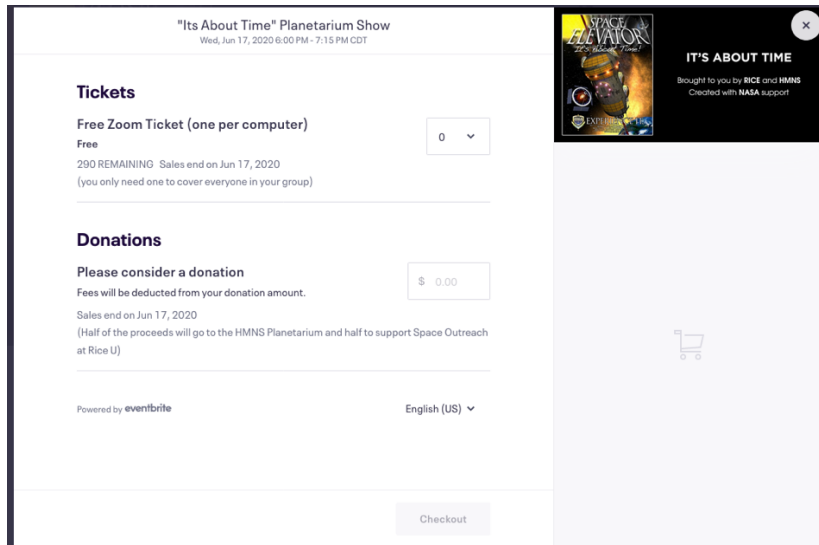 "Its About Time" Planetarium Show
Wed, Jun 17, 2020 6:00 PM - 7:15 PM CDT
Tickets
Free Zoom Ticket (one per computer)
Free
0
290 REMAINING Sales end on Jun 17, 2020
(you only need one to cover everyone in your group)
Donations
Please consider a donation
$ 0.00
Fees will be deducted from your donation amount.
Sales end on Jun 17, 2020
(Half of the proceeds will go to the HMNS Planetarium and half to support Space Outreach
at Rice U)
Powered by eventbrite
English (US)
Checkout
SPACE
ELEVATOR
It's About Time!
IT'S ABOUT TIME
Brought to you by RICE and HMNS
Created with NASA support